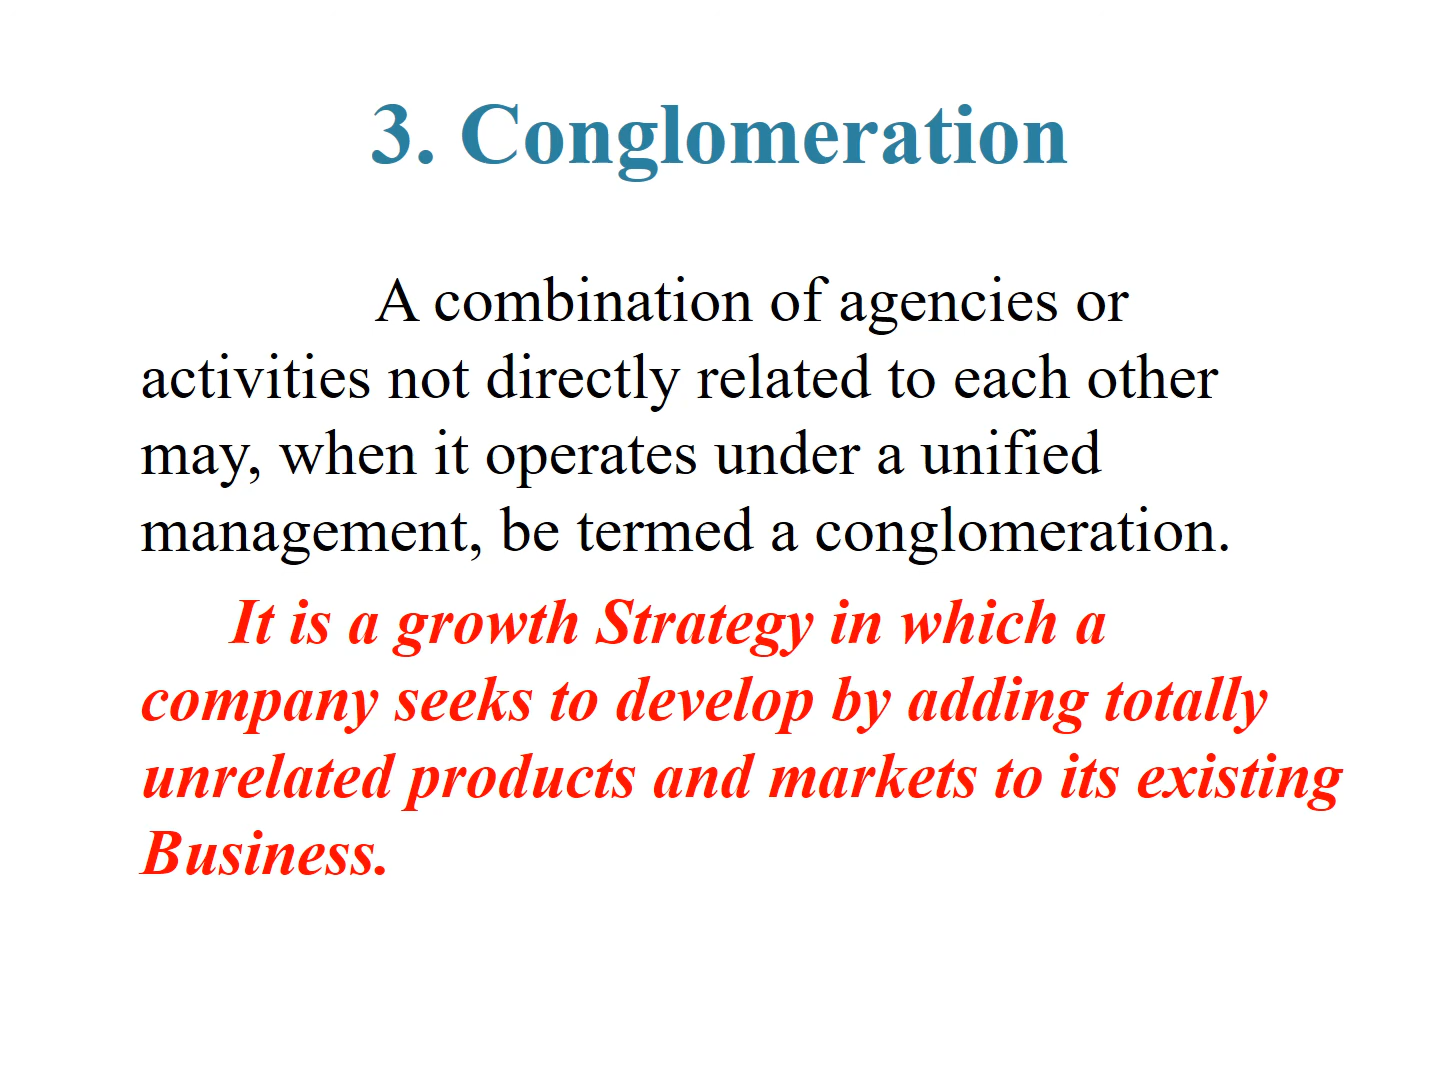 3. Conglomeration
A combination of agencies or
activities not directly related to each other
may, when it operates under a unified
management, be termed a conglomeration.
It is a growth Strategy in which a
company seeks to develop by adding totally
unrelated products and markets to its existing
Business.